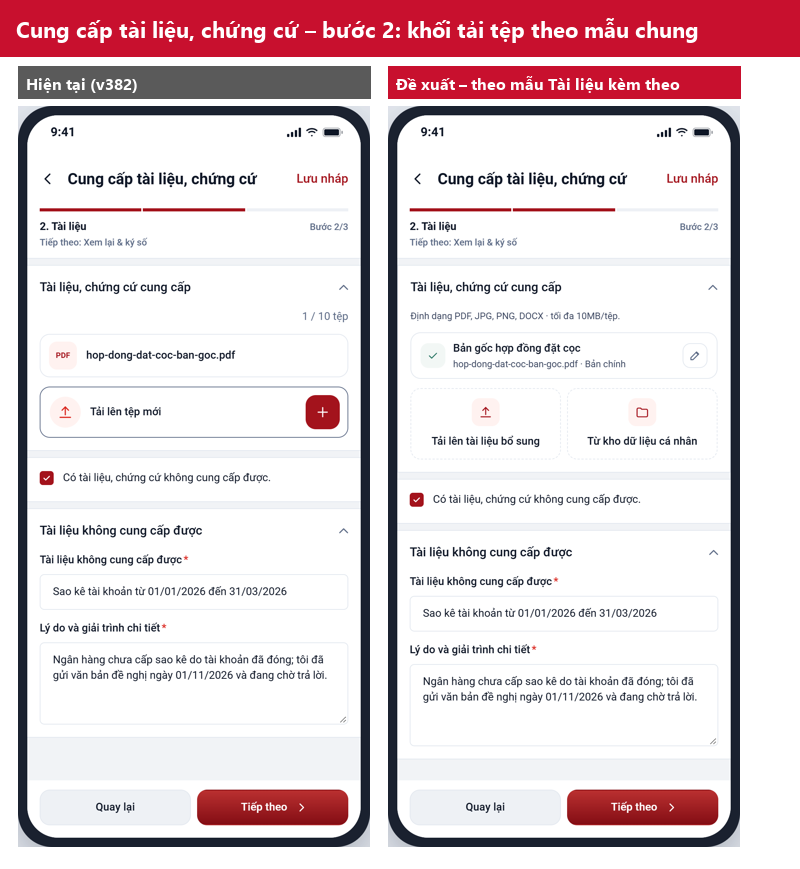 Cung cấp tài liệu, chứng cứ – bước 2: khối tải tệp theo mẫu chung
Hiện tại (v382)
9:41
Cung cấp tài liệu, chứng cứ
Lưu nháp
2. Tài liệu
Bước 2/3
Tiếp theo: Xem lại & ký số
Tài liệu, chứng cứ cung cấp
1 / 10 tệp
PDF
hop-dong-dat-coc-ban-goc.pdf
Tải lên tệp mới
Có tài liệu, chứng cứ không cung cấp được.
Tài liệu không cung cấp được
Tài liệu không cung cấp được*
Sao kê tài khoản từ 01/01/2026 đến 31/03/2026
Lý do và giải trình chi tiết*
Ngân hàng chưa cấp sao kê do tài khoản đã đóng; tôi đã
gửi văn bản đề nghị ngày 01/11/2026 và đang chờ trả lời.
Quay lại
Tiếp theo
Đề xuất – theo mẫu Tài liệu kèm theo
9:41
Cung cấp tài liệu, chứng cứ
Lưu nháp
2. Tài liệu
Bước 2/3
Tiếp theo: Xem lại & ký số
Tài liệu, chứng cứ cung cấp
Định dạng PDF, JPG, PNG, DOCX · tối đa 10MB/tệp.
Bản gốc hợp đồng đặt cọc
hop-dong-dat-coc-ban-goc.pdf · Bản chính
Tải lên tài liệu bổ sung
Từ kho dữ liệu cá nhân
Có tài liệu, chứng cứ không cung cấp được.
Tài liệu không cung cấp được
Tài liệu không cung cấp được*
Sao kê tài khoản từ 01/01/2026 đến 31/03/2026
Lý do và giải trình chi tiết*
Ngân hàng chưa cấp sao kê do tài khoản đã đóng; tôi đã
gửi văn bản đề nghị ngày 01/11/2026 và đang chờ trả lời.
Quay lại
Tiếp theo